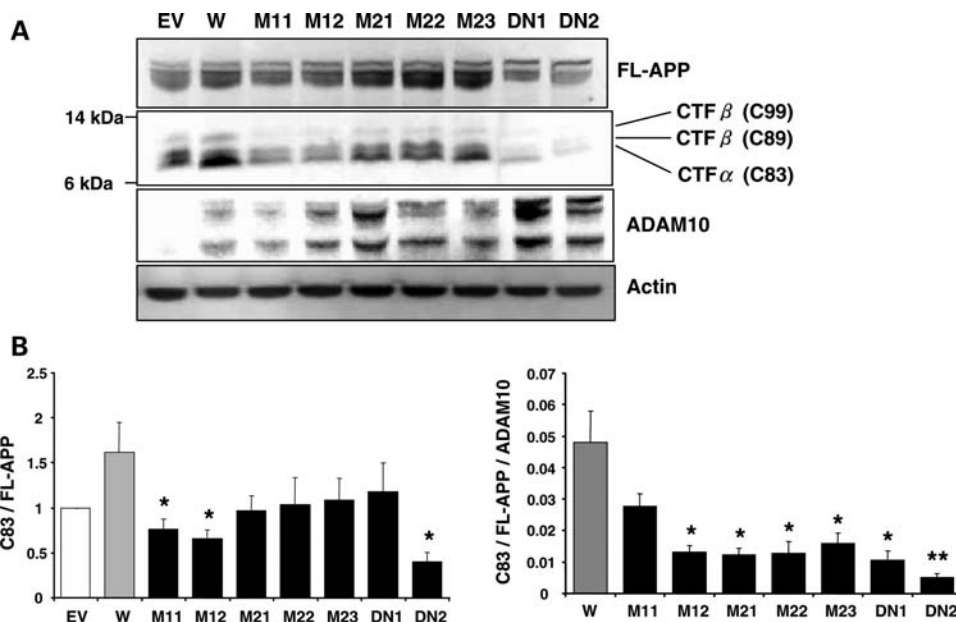 A
EV W M11 M12 M21 M22 M23 DN1 DN2
FL-APP
14 kDa
CTF β (C99)
CTF β (C89)
CTF α (C83)
6 kDa
ADAM10
Actin
B
C83 / FL-APP
2.5
2
1.5
1
0.5
0
* * *
EV W M11 M12 M21 M22 M23 DN1 DN2
C83 / FL-APP / ADAM10
0.07
0.06
0.05
0.04
0.03
0.02
0.01
0
* * * * * **
W M11 M12 M21 M22 M23 DN1 DN2